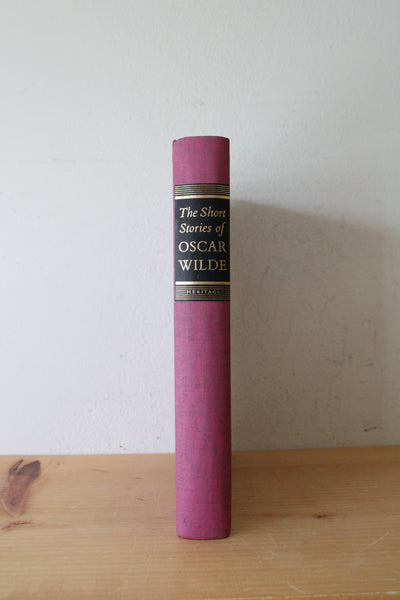 The Short
Stories of
OSCAR
WILDE
HERITAGE